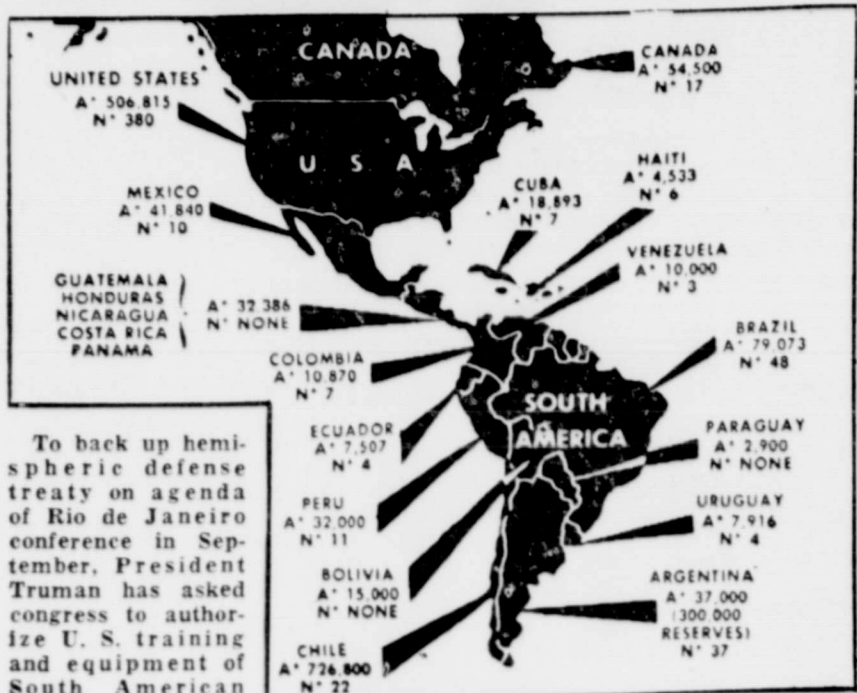 CANADA
U S A
SOUTH
AMERICA
UNITED STATES
A* 506,815
N* 380
MEXICO
A* 41,840
N* 10
GUATEMALA
HONDURAS
NICARAGUA
COSTA RICA
PANAMA
A* 32,386
N* NONE
COLOMBIA
A* 10,870
N* 7
ECUADOR
A* 7,507
N* 4
PERU
A* 32,000
N* 11
BOLIVIA
A* 15,000
N* NONE
CHILE
A* 726,800
N* 22
CANADA
A* 54,500
N* 17
HAITI
A* 4,533
N* 6
CUBA
A* 18,893
N* 7
VENEZUELA
A* 10,000
N* 3
BRAZIL
A* 79,073
N* 48
PARAGUAY
A* 2,900
N* NONE
URUGUAY
A* 7,916
N* 4
ARGENTINA
A* 37,000
(300,000
RESERVES)
N* 37
To back up hemi-
spheric defense
treaty on agenda
of Rio de Janeiro
conference in Sep-
tember, President
Truman has asked
congress to author-
ize U. S. training
and equipment of
South American